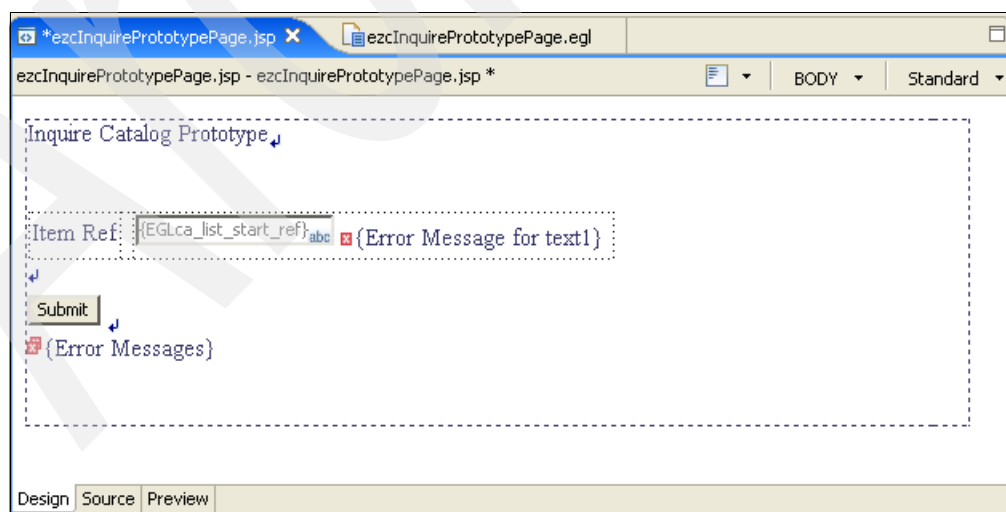 *ezcInquirePrototypePage.jsp ezcInquirePrototypePage.egl
ezcInquirePrototypePage.jsp - ezcInquirePrototypePage.jsp * BODY Standard
Inquire Catalog Prototype
Item Ref {EGLca_list_start_ref} abc {Error Message for text1}
Submit
{Error Messages}
Design Source Preview